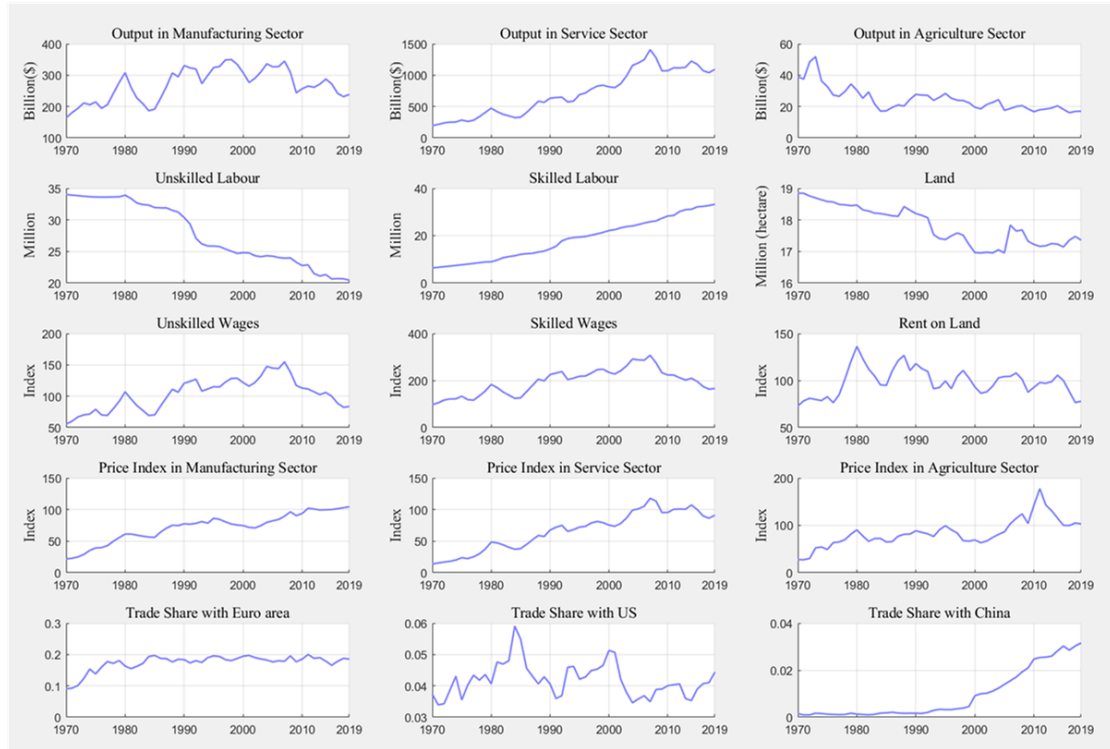 Output in Manufacturing Sector
Billion($)
400
300
200
100
1970 1980 1990 2000 2010 2019
Output in Service Sector
Billion($)
1500
1000
500
0
1970 1980 1990 2000 2010 2019
Output in Agriculture Sector
Billion($)
60
40
20
0
1970 1980 1990 2000 2010 2019
Unskilled Labour
Million
35
30
25
20
1970 1980 1990 2000 2010 2019
Skilled Labour
Million
40
20
0
1970 1980 1990 2000 2010 2019
Land
Million (hectare)
19
18
17
16
1970 1980 1990 2000 2010 2019
Unskilled Wages
Index
200
150
100
50
1970 1980 1990 2000 2010 2019
Skilled Wages
Index
400
200
0
1970 1980 1990 2000 2010 2019
Rent on Land
Index
150
100
50
1970 1980 1990 2000 2010 2019
Price Index in Manufacturing Sector
Index
150
100
50
0
1970 1980 1990 2000 2010 2019
Price Index in Service Sector
Index
150
100
50
0
1970 1980 1990 2000 2010 2019
Price Index in Agriculture Sector
Index
200
100
0
1970 1980 1990 2000 2010 2019
Trade Share with Euro area
0.3
0.2
0.1
0
1970 1980 1990 2000 2010 2019
Trade Share with US
0.06
0.05
0.04
0.03
1970 1980 1990 2000 2010 2019
Trade Share with China
0.04
0.02
0
1970 1980 1990 2000 2010 2019